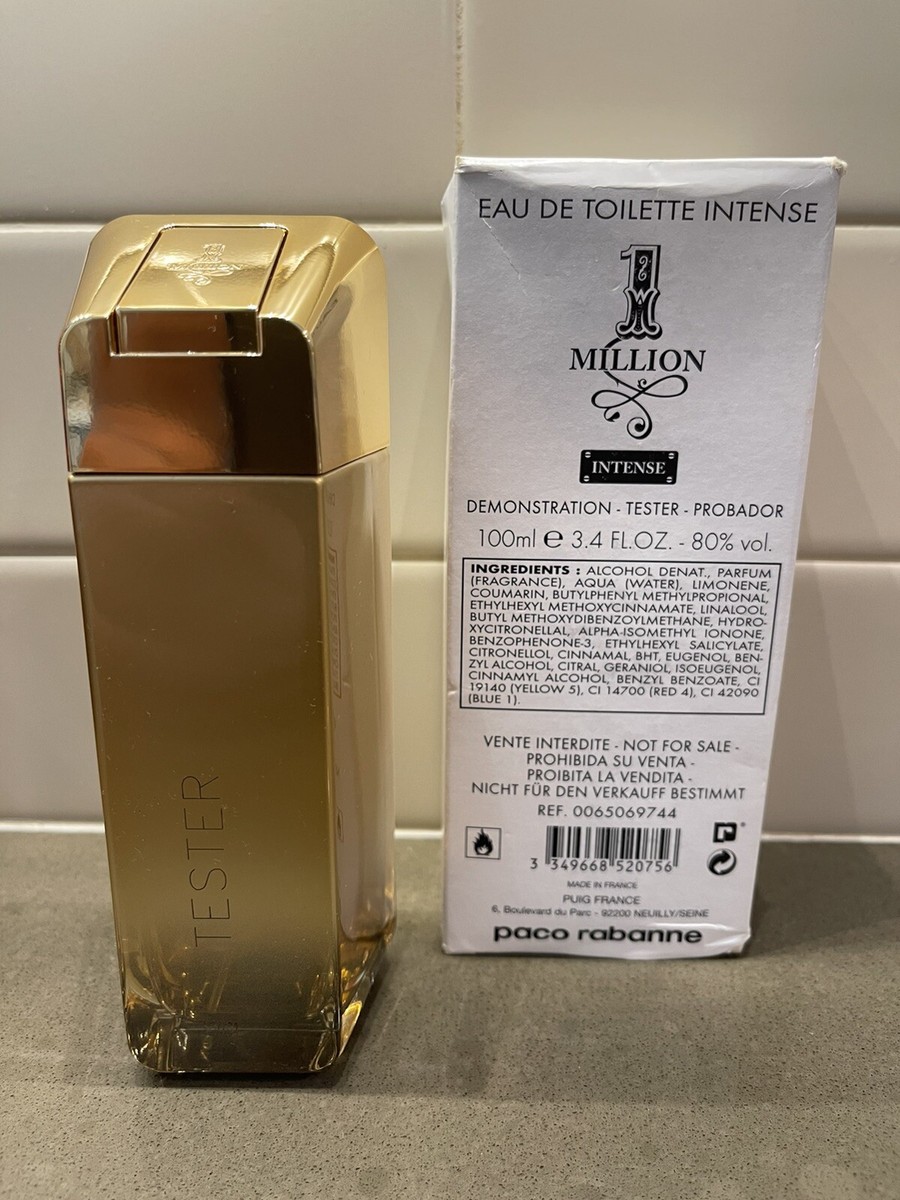 1
MILLION
TESTER
EAU DE TOILETTE INTENSE
1
MILLION
INTENSE
DEMONSTRATION - TESTER - PROBADOR
100ml e 3.4 FL.OZ. - 80% vol.
INGREDIENTS : ALCOHOL DENAT., PARFUM
(FRAGRANCE), AQUA (WATER), LIMONENE,
COUMARIN, BUTYLPHENYL METHYLPROPIONAL,
ETHYLHEXYL METHOXYCINNAMATE, LINALOOL,
BUTYL METHOXYDIBENZOYLMETHANE, HYDRO-
XYCITRONELLAL, ALPHA-ISOMETHYL IONONE,
BENZOPHENONE-3, ETHYLHEXYL SALICYLATE,
CITRONELLOL, CINNAMAL, BHT, EUGENOL, BEN-
ZYL ALCOHOL, CITRAL, GERANIOL, ISOEUGENOL,
CINNAMYL ALCOHOL, BENZYL BENZOATE, CI
19140 (YELLOW 5), CI 14700 (RED 4), CI 42090
(BLUE 1).
VENTE INTERDITE - NOT FOR SALE -
PROHIBIDA SU VENTA -
PROIBITA LA VENDITA -
NICHT FÜR DEN VERKAUFF BESTIMMT
REF. 0065069744
3 349668 520756
MADE IN FRANCE
PUIG FRANCE
6, Boulevard du Parc - 92200 NEUILLY/SEINE
paco rabanne